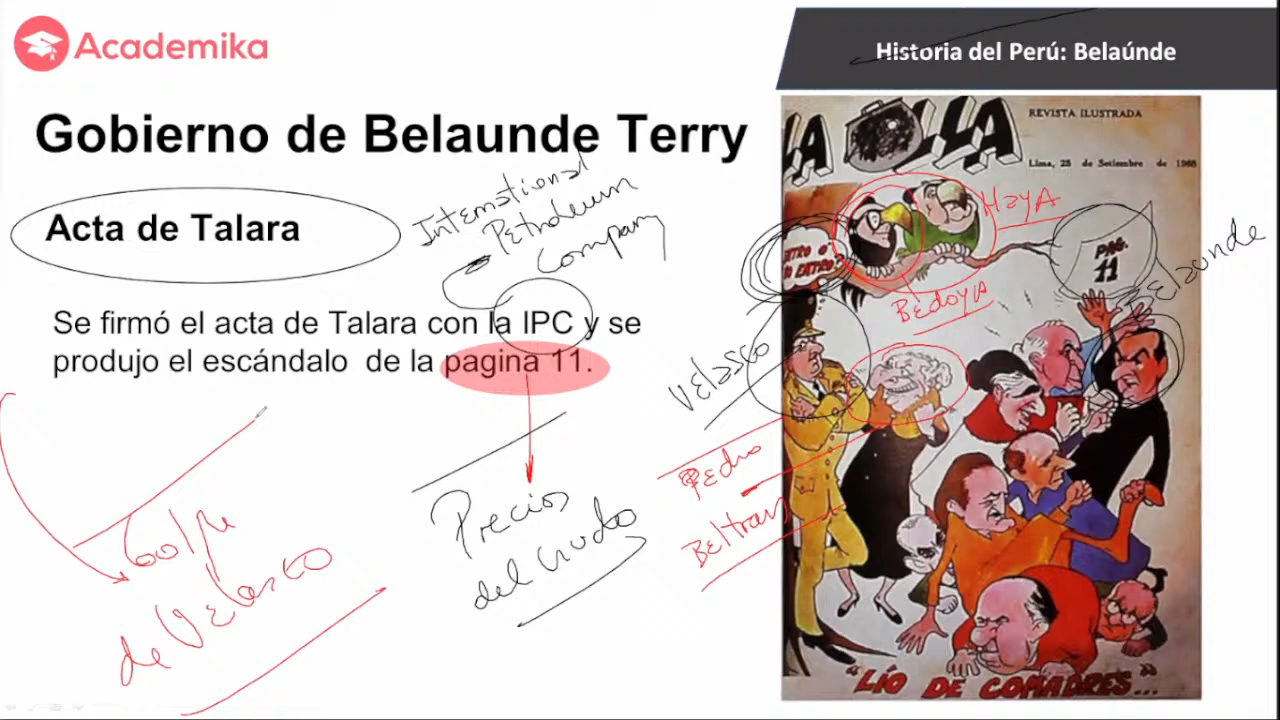 Academika
Historia del Perú: Belaúnde
Gobierno de Belaunde Terry
Acta de Talara
International
Petroleum
Company
Se firmó el acta de Talara con la IPC y se
produjo el escándalo de la pagina 11.
Precios
del crudo
Golpe
de Velasco
LA OLLA
REVISTA ILUSTRADA
Lima, 25 de Setiembre de 1968
HAYA
BEDOYA
PAG.
11
Belaunde
Velasco
Pedro
Beltran
"LÍO DE COMADRES..."